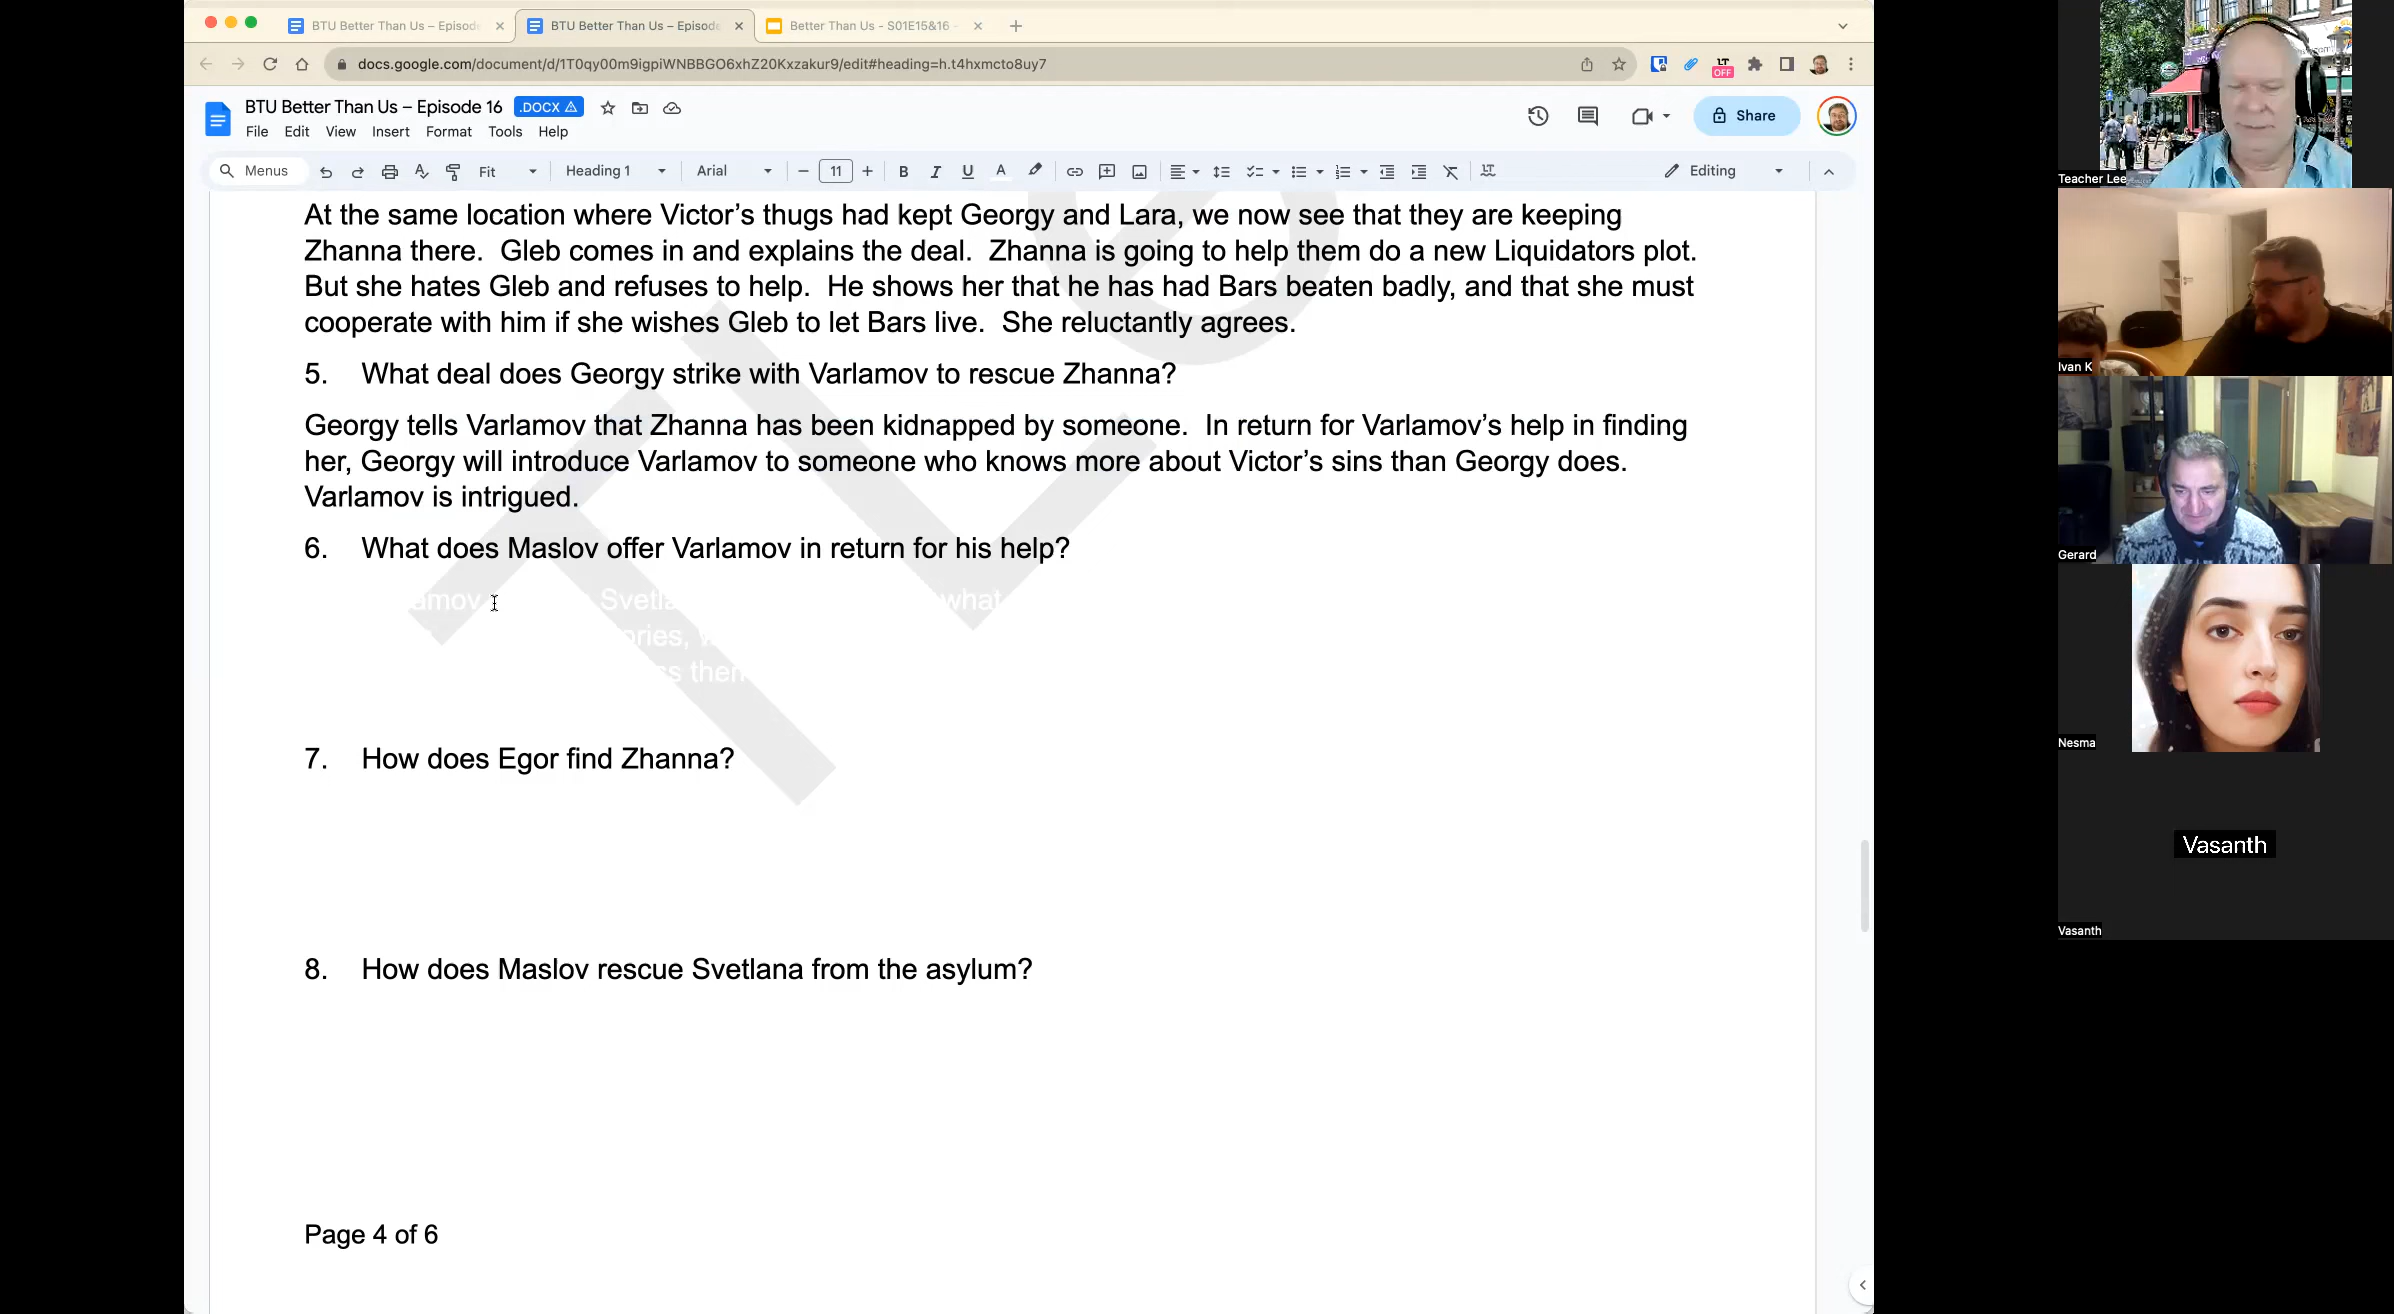 BTU Better Than Us – Episode
BTU Better Than Us – Episode
Better Than Us - S01E15&16 -
docs.google.com/document/d/1T0qy00m9igpiWNBBGO6xhZ20Kxzakur9/edit#heading=h.t4hxmcto8uy7
OFF
BTU Better Than Us – Episode 16 .DOCX
File Edit View Insert Format Tools Help
Share
Menus Fit Heading 1 Arial 11 Editing
At the same location where Victor’s thugs had kept Georgy and Lara, we now see that they are keeping
Zhanna there. Gleb comes in and explains the deal. Zhanna is going to help them do a new Liquidators plot.
But she hates Gleb and refuses to help. He shows her that he has had Bars beaten badly, and that she must
cooperate with him if she wishes Gleb to let Bars live. She reluctantly agrees.
5. What deal does Georgy strike with Varlamov to rescue Zhanna?
Georgy tells Varlamov that Zhanna has been kidnapped by someone. In return for Varlamov’s help in finding
her, Georgy will introduce Varlamov to someone who knows more about Victor’s sins than Georgy does.
Varlamov is intrigued.
6. What does Maslov offer Varlamov in return for his help?
what
7. How does Egor find Zhanna?
8. How does Maslov rescue Svetlana from the asylum?
Page 4 of 6
Teacher Lee
Ivan K
Gerard
Nesma
Vasanth
Vasanth